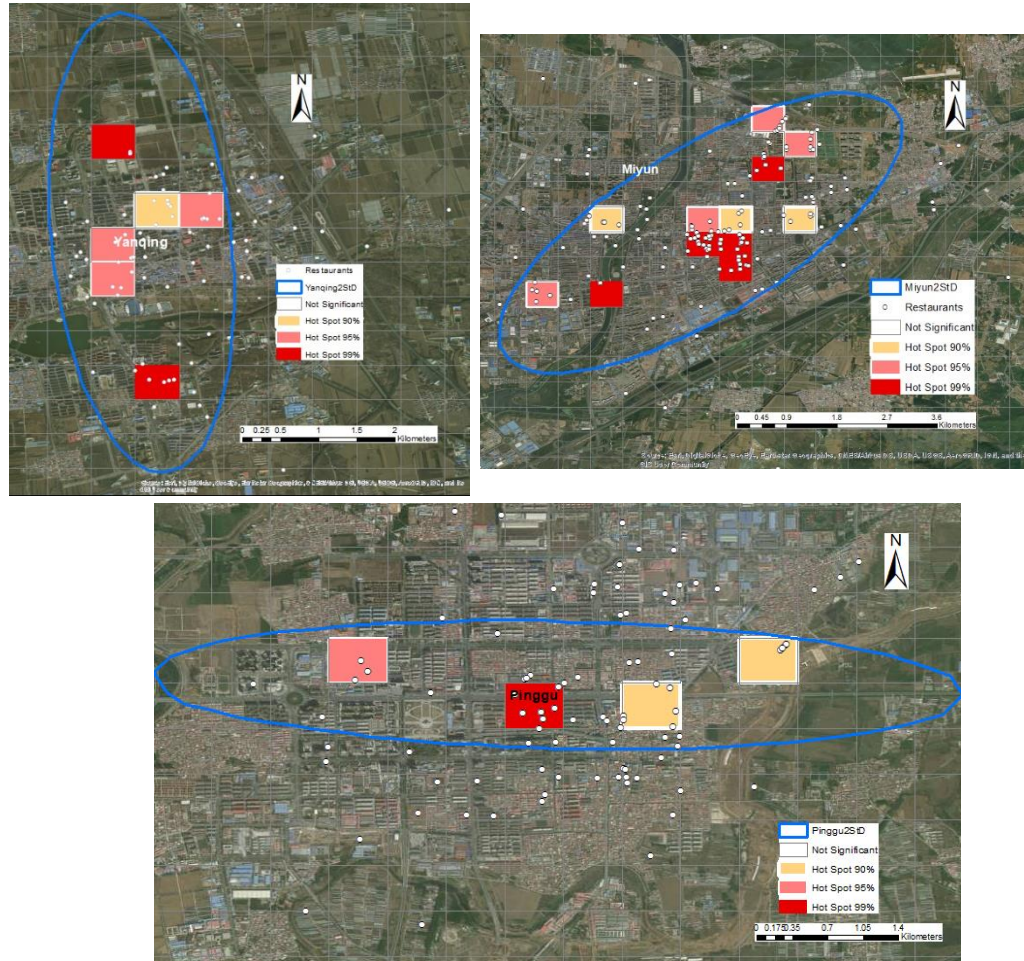 N
Yanqing
Restaurants
Yanqing2StD
Not Significant
Hot Spot 90%
Hot Spot 95%
Hot Spot 99%
0 0.25 0.5 1 1.5 2
Kilometers
N
Miyun
Miyun2StD
Restaurants
Not Significant
Hot Spot 90%
Hot Spot 95%
Hot Spot 99%
0 0.45 0.9 1.8 2.7 3.6
Kilometers
N
Pinggu
Pinggu2StD
Not Significant
Hot Spot 90%
Hot Spot 95%
Hot Spot 99%
0 0.175 0.35 0.7 1.05 1.4
Kilometers